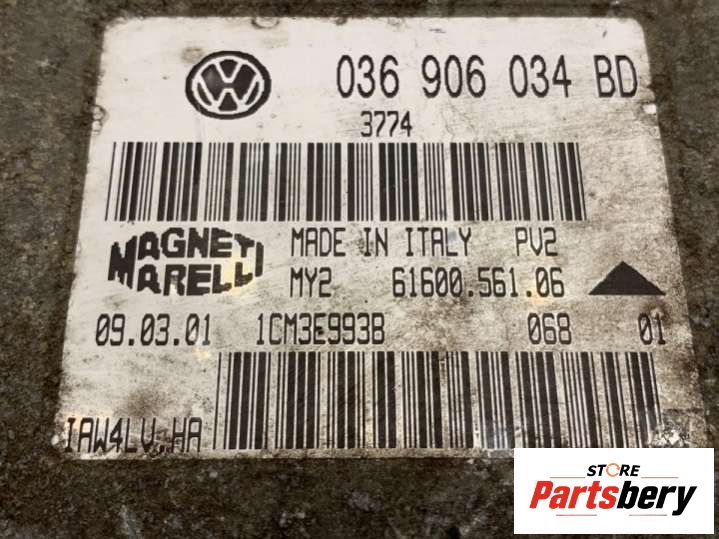 036 906 034 BD
3774
MAGNETI MADE IN ITALY PV2
MARELLI MY2 61600.561.06
09.03.01 1CM3E993B 068 01
IAW4LV.HA
STORE
Partsbery